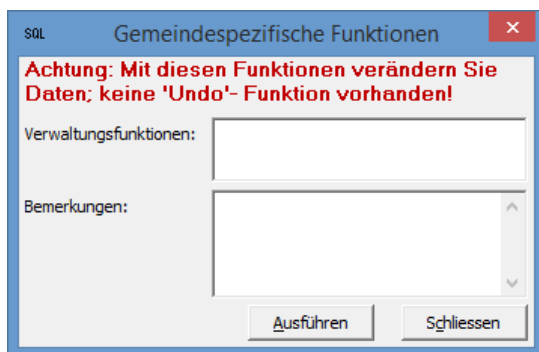 SQL Gemeindespezifische Funktionen
Achtung: Mit diesen Funktionen verändern Sie
Daten; keine 'Undo'- Funktion vorhanden!
Verwaltungsfunktionen:
Bemerkungen:
Ausführen Schliessen